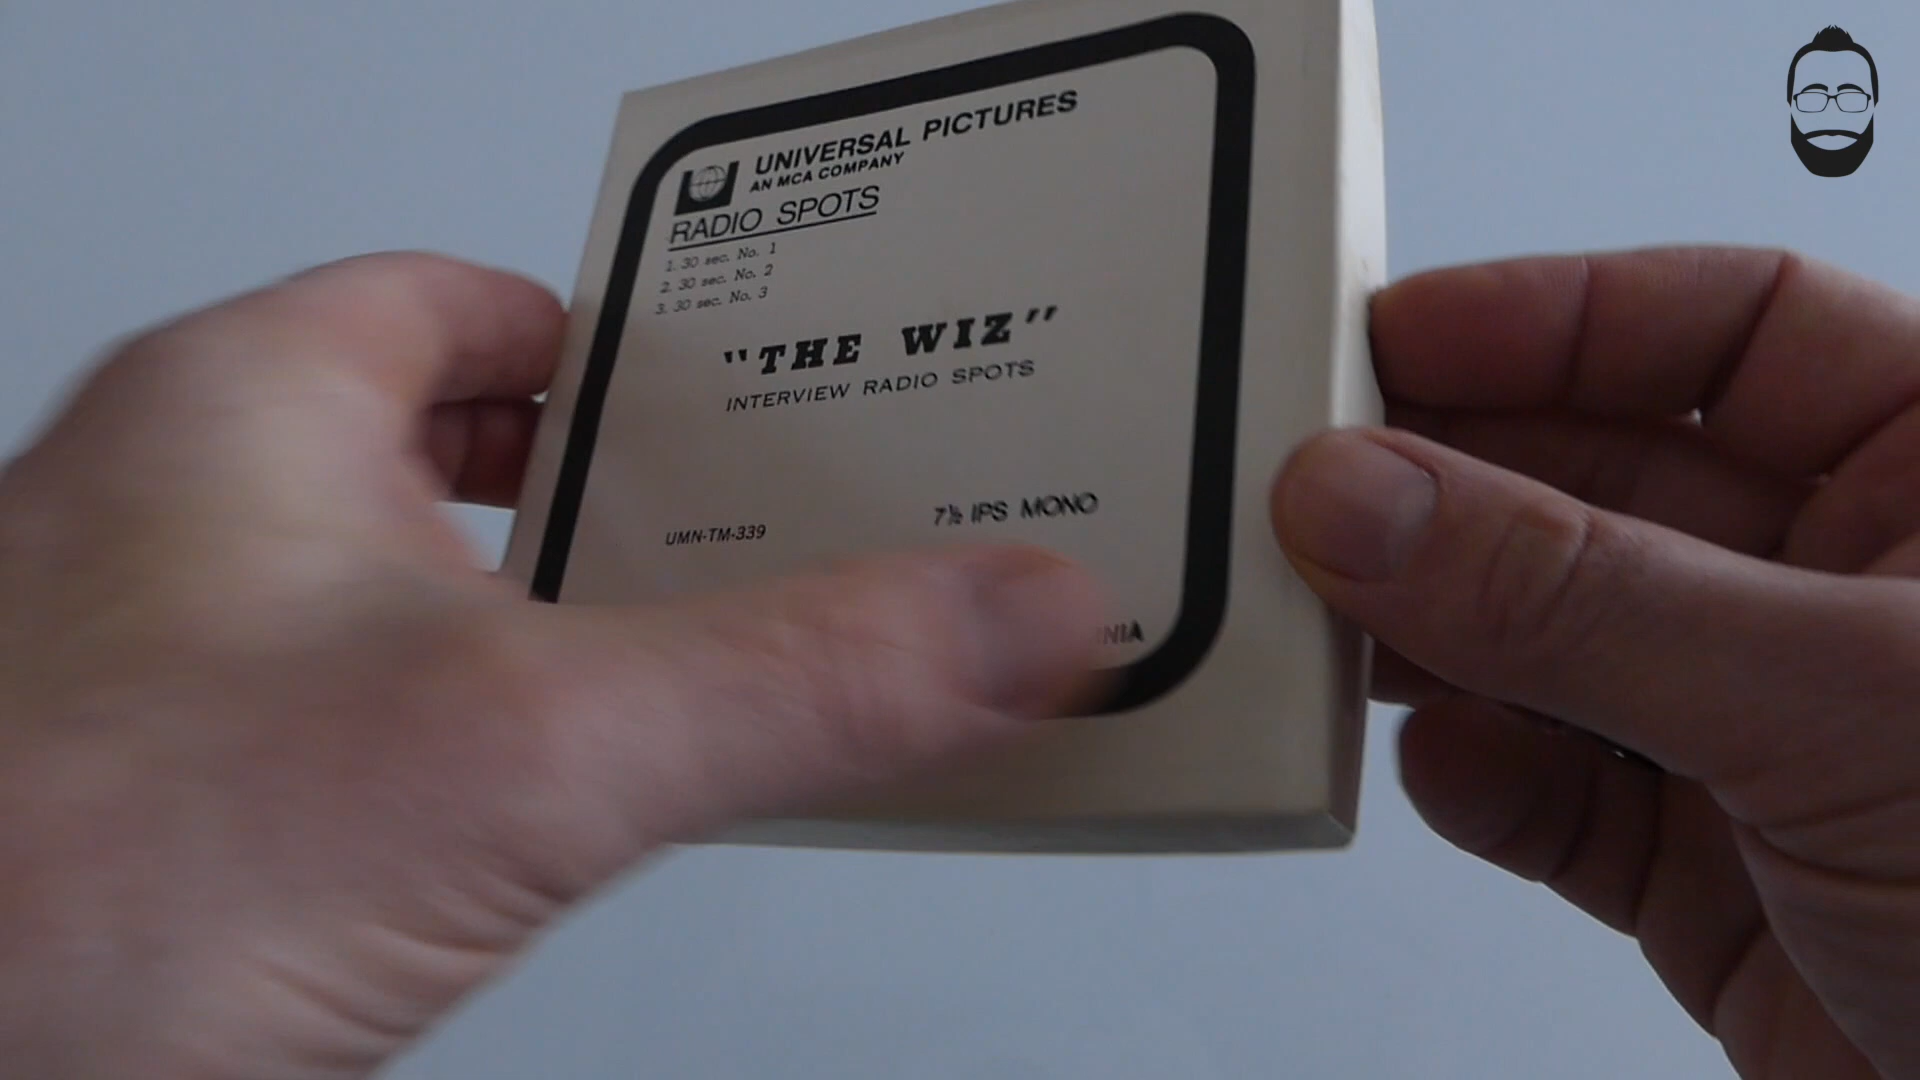 UNIVERSAL PICTURES
AN MCA COMPANY
RADIO SPOTS
1. 30 sec. No. 1
2. 30 sec. No. 2
3. 30 sec. No. 3
"THE WIZ"
INTERVIEW RADIO SPOTS
7½ IPS MONO
UMN-TM-339